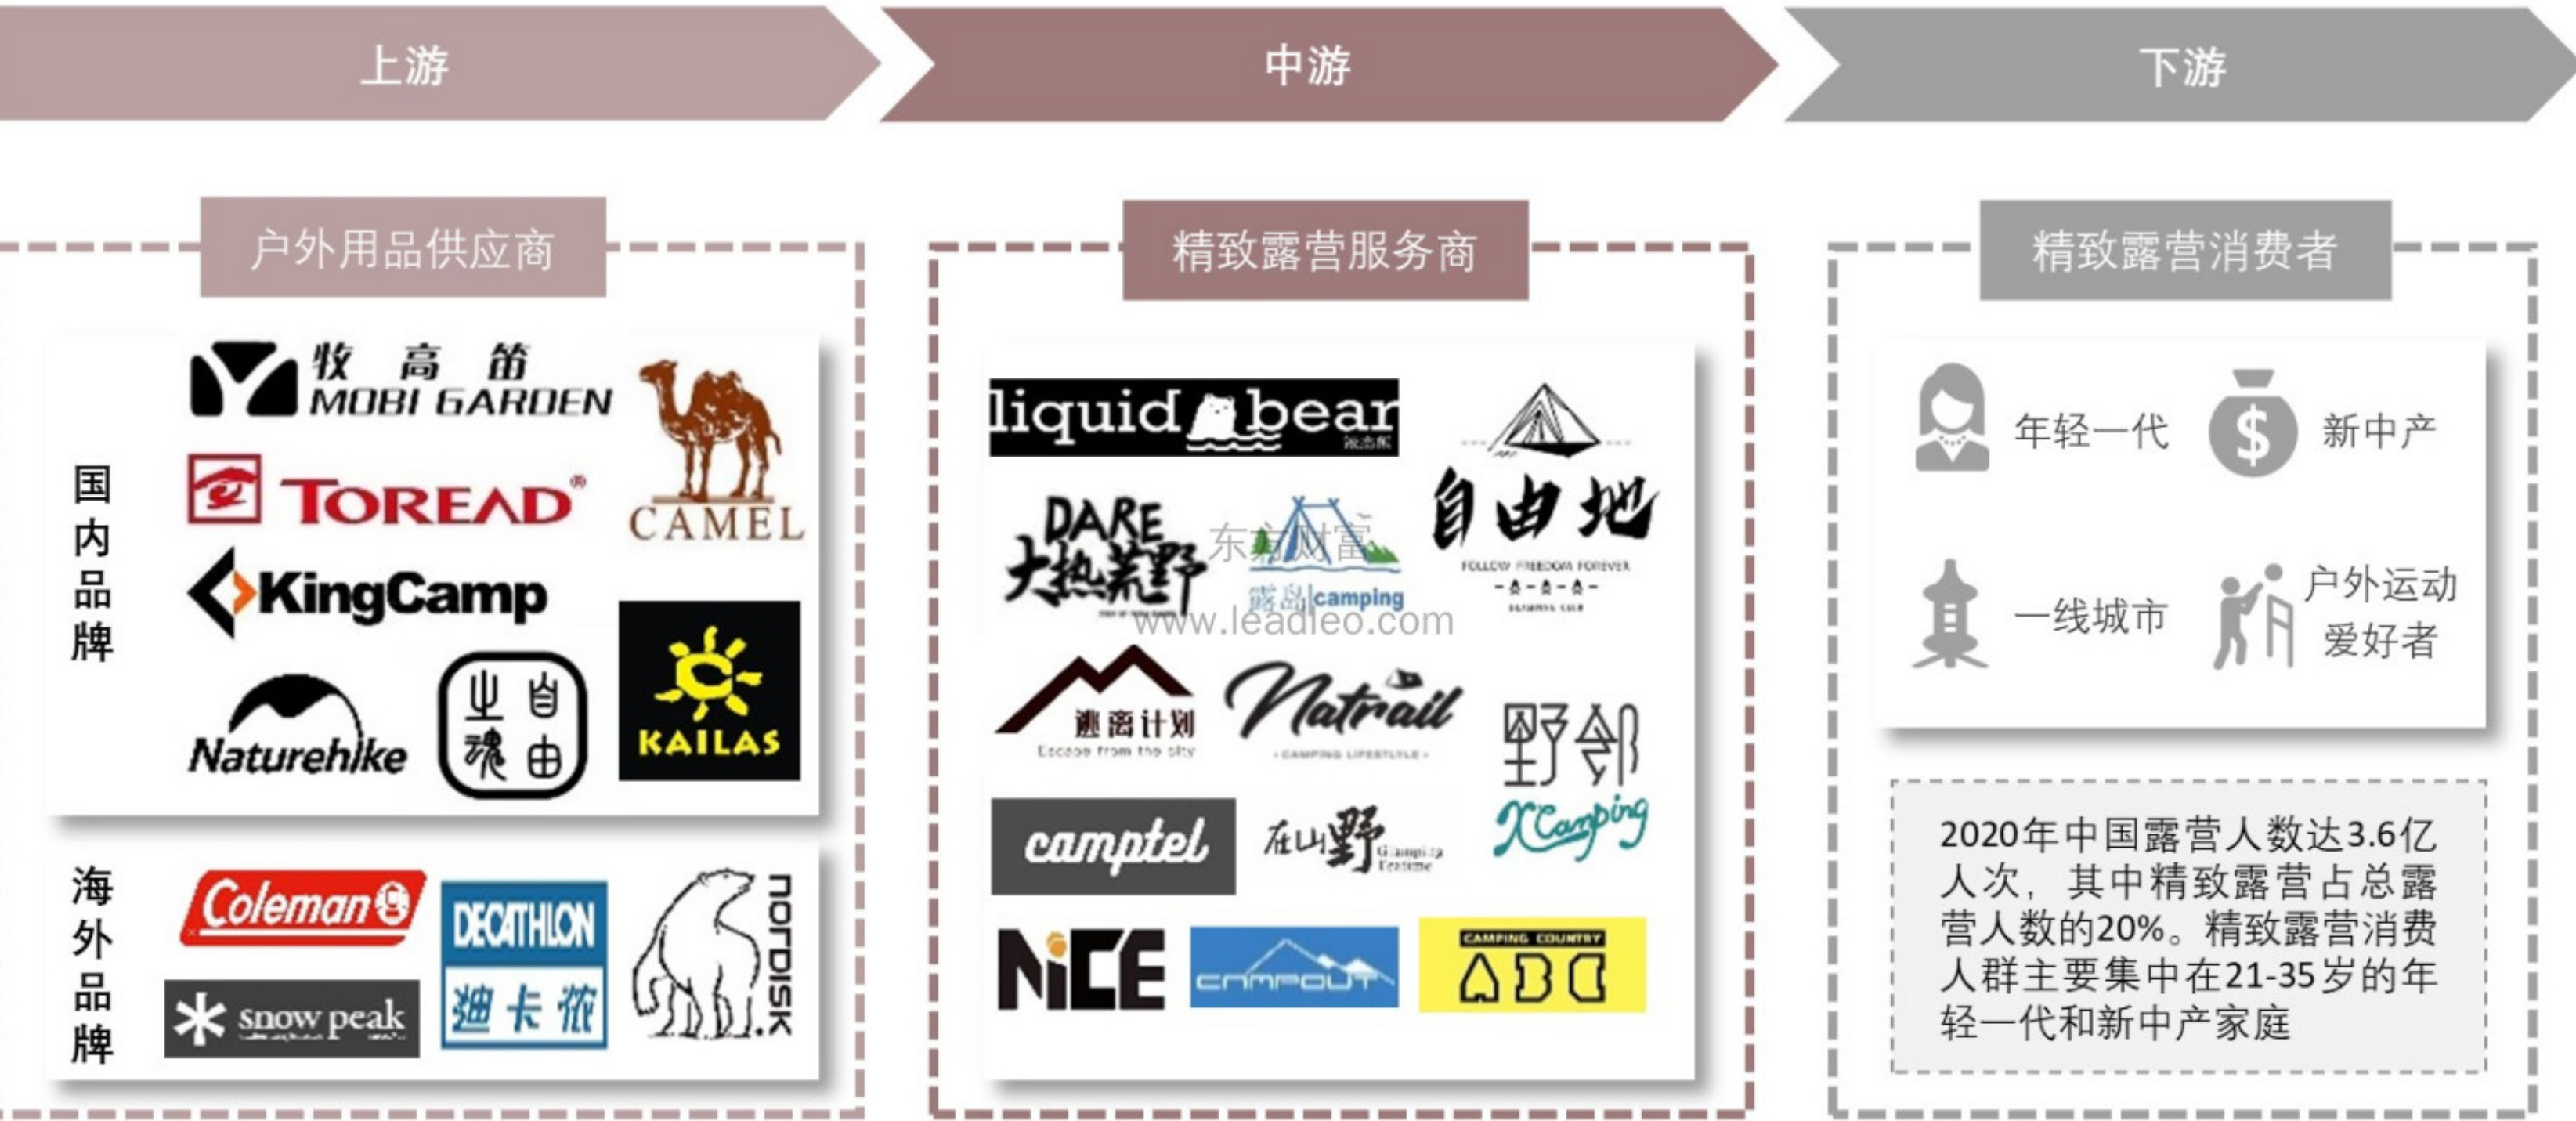 上游
中游
下游
户外用品供应商
国内品牌
牧高笛
MOBI GARDEN
CAMEL
TOREAD®
KingCamp
Naturehike
自由之魂
KAILAS
海外品牌
Coleman
DECATHLON
迪卡侬
NORDISK
snow peak
精致露营服务商
liquid bear
自由地
FOLLOW FREEDOM FOREVER
DARE
大热荒野
露岛|camping
东方财富
www.leadleo.com
逃离计划
Escape from the city
Natrail
野邻
XCamping
camptel
在山野
Glamping
Teatime
NiCE
CAMPOUT
CAMPING COUNTRY
ABC
精致露营消费者
年轻一代
新中产
一线城市
户外运动
爱好者
2020年中国露营人数达3.6亿
人次，其中精致露营占总露
营人数的20%。精致露营消费
人群主要集中在21-35岁的年
轻一代和新中产家庭